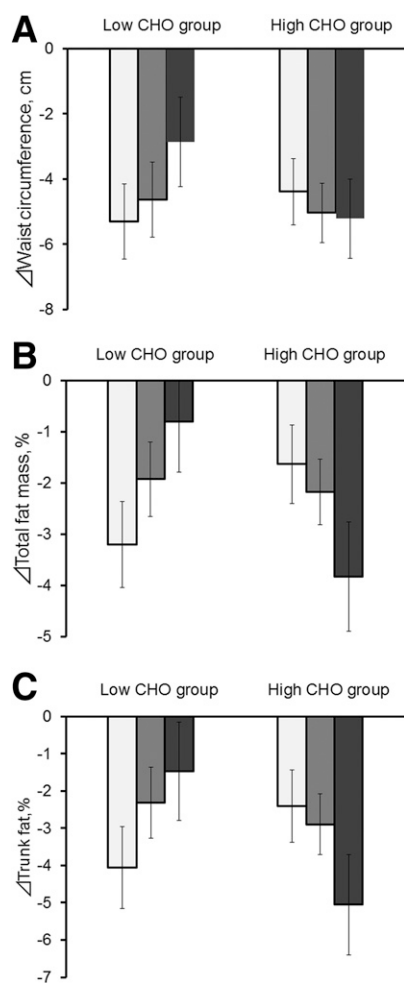 A
Low CHO group
High CHO group
0
-2
-4
-6
-8
⊿Waist circumference, cm
B
Low CHO group
High CHO group
0
-1
-2
-3
-4
-5
⊿Total fat mass, %
C
Low CHO group
High CHO group
0
-1
-2
-3
-4
-5
-6
-7
⊿Trunk fat,%